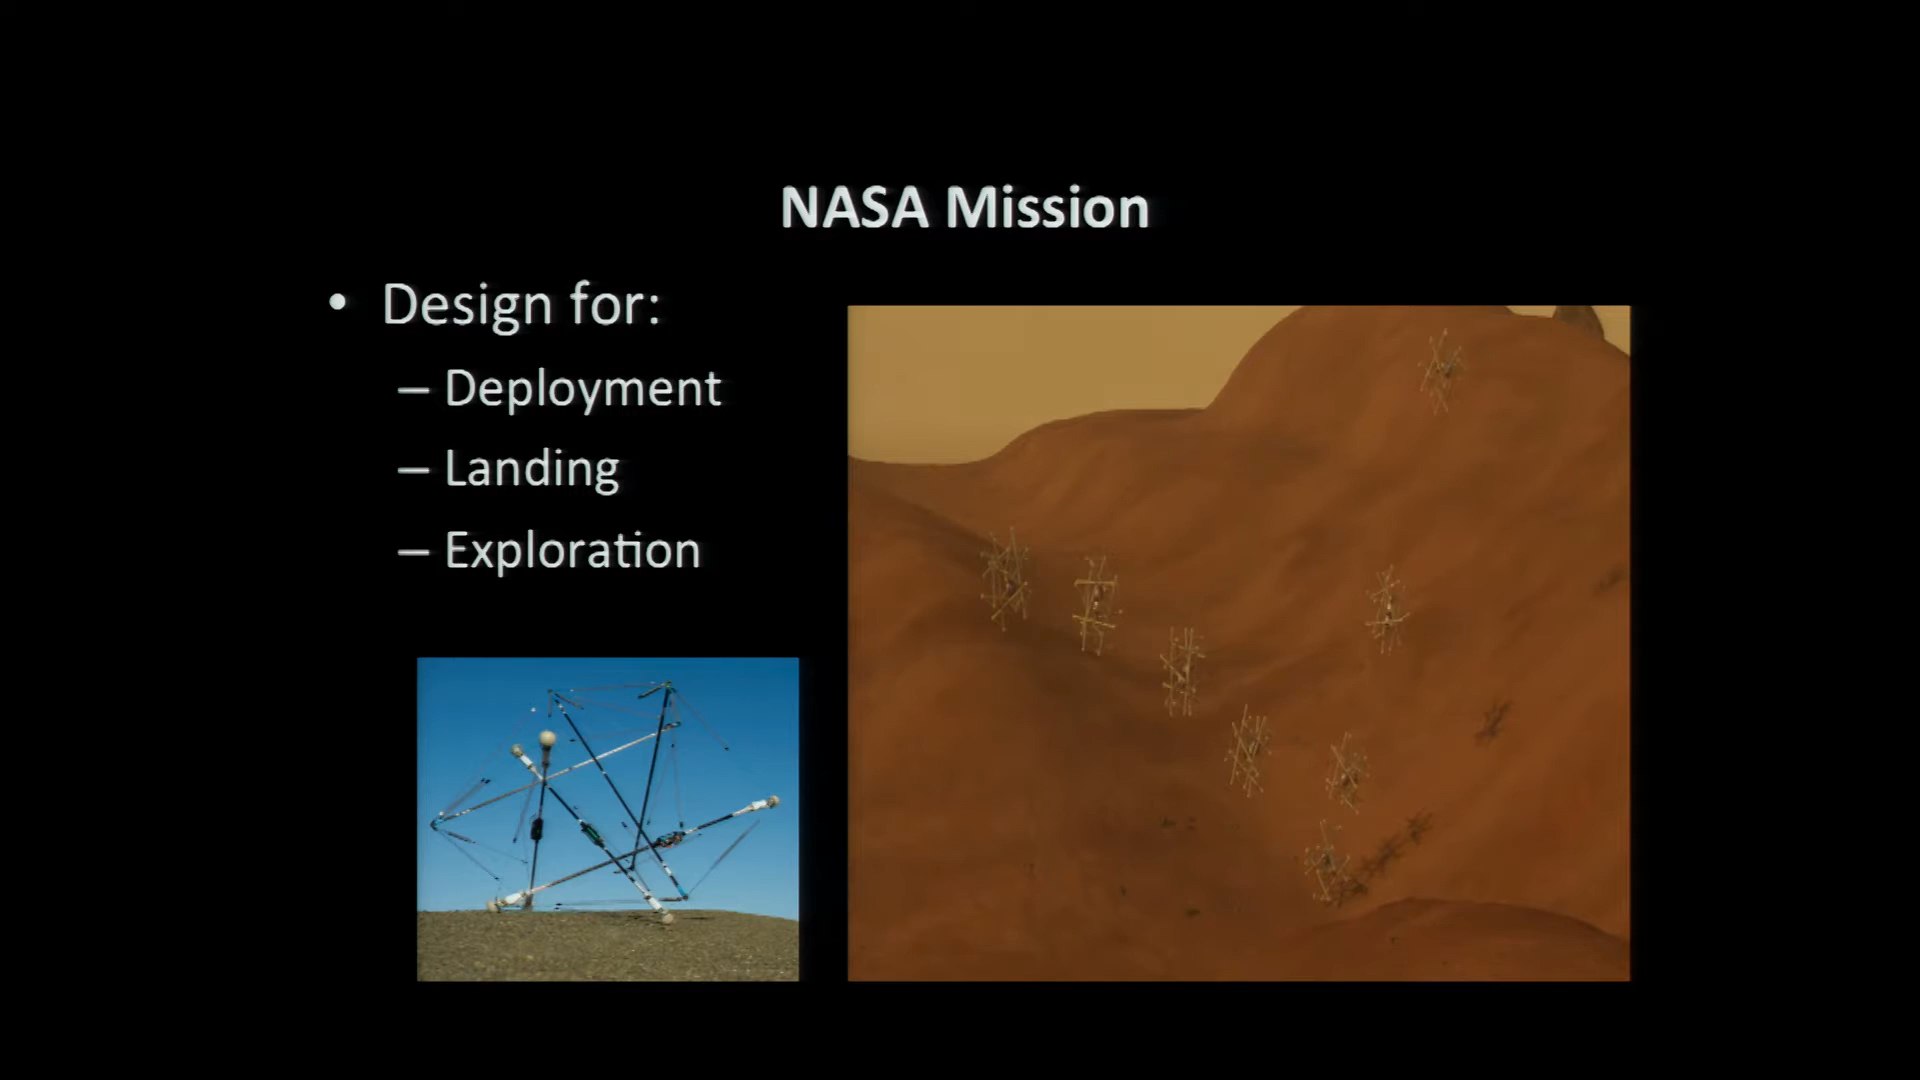 NASA Mission
• Design for:
– Deployment
– Landing
– Exploration